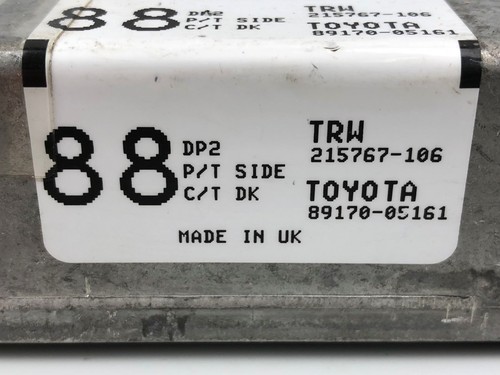 88 DP2 TRW
P/T SIDE 215767-106
C/T DK TOYOTA
89170-05161
88 DP2 TRW
P/T SIDE 215767-106
C/T DK TOYOTA
89170-05161
MADE IN UK